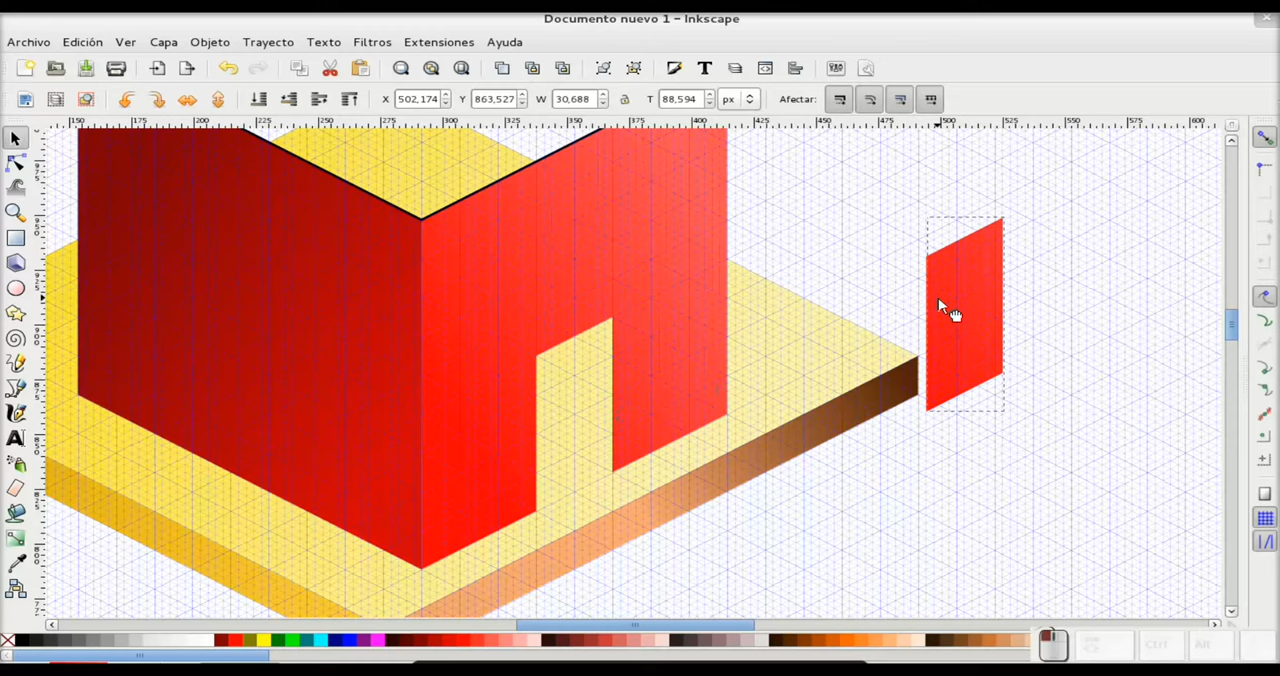 Documento nuevo 1 – Inkscape
Archivo Edición Ver Capa Objeto Trayecto Texto Filtros Extensiones Ayuda
X 502,174 Y 863,527 W 30,688 T 88,594 px Afectar:
150 175 200 225 250 275 300 325 350 375 400 425 450 475 500 525 550 575 600
Ctrl Alt